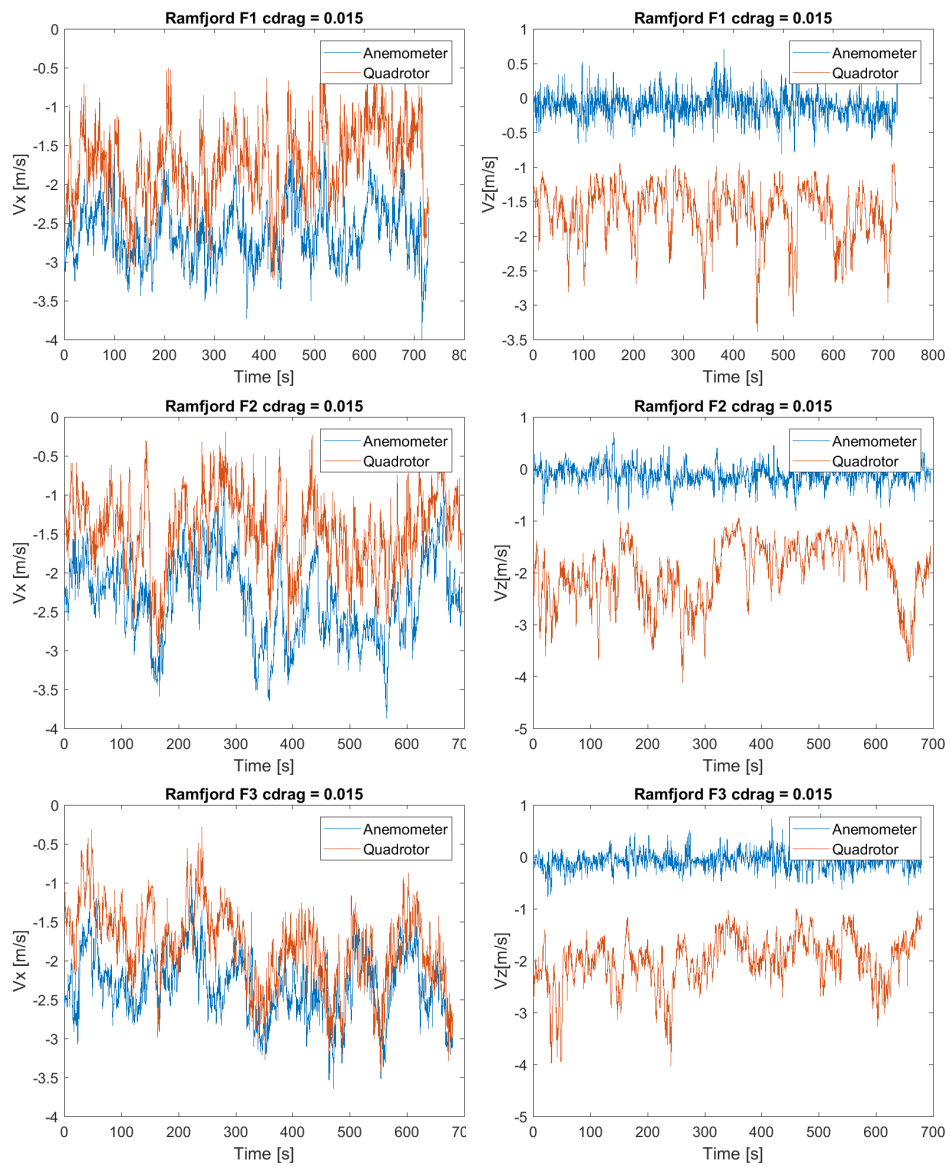 Ramfjord F1 cdrag = 0.015
Anemometer
Quadrotor
0
-0.5
-1
-1.5
-2
-2.5
-3
-3.5
-4
Vx [m/s]
0 100 200 300 400 500 600 700 80
Time [s]
Ramfjord F1 cdrag = 0.015
Anemometer
Quadrotor
1
0.5
0
-0.5
-1
-1.5
-2
-2.5
-3
-3.5
Vz[m/s]
0 100 200 300 400 500 600 700 800
Time [s]
Ramfjord F2 cdrag = 0.015
Anemometer
Quadrotor
0
-0.5
-1
-1.5
-2
-2.5
-3
-3.5
-4
Vx [m/s]
0 100 200 300 400 500 600 70
Time [s]
Ramfjord F2 cdrag = 0.015
Anemometer
Quadrotor
1
0
-1
-2
-3
-4
-5
Vz[m/s]
0 100 200 300 400 500 600 700
Time [s]
Ramfjord F3 cdrag = 0.015
Anemometer
Quadrotor
0
-0.5
-1
-1.5
-2
-2.5
-3
-3.5
-4
Vx [m/s]
0 100 200 300 400 500 600 70
Time [s]
Ramfjord F3 cdrag = 0.015
Anemometer
Quadrotor
1
0
-1
-2
-3
-4
-5
Vz[m/s]
0 100 200 300 400 500 600 700
Time [s]